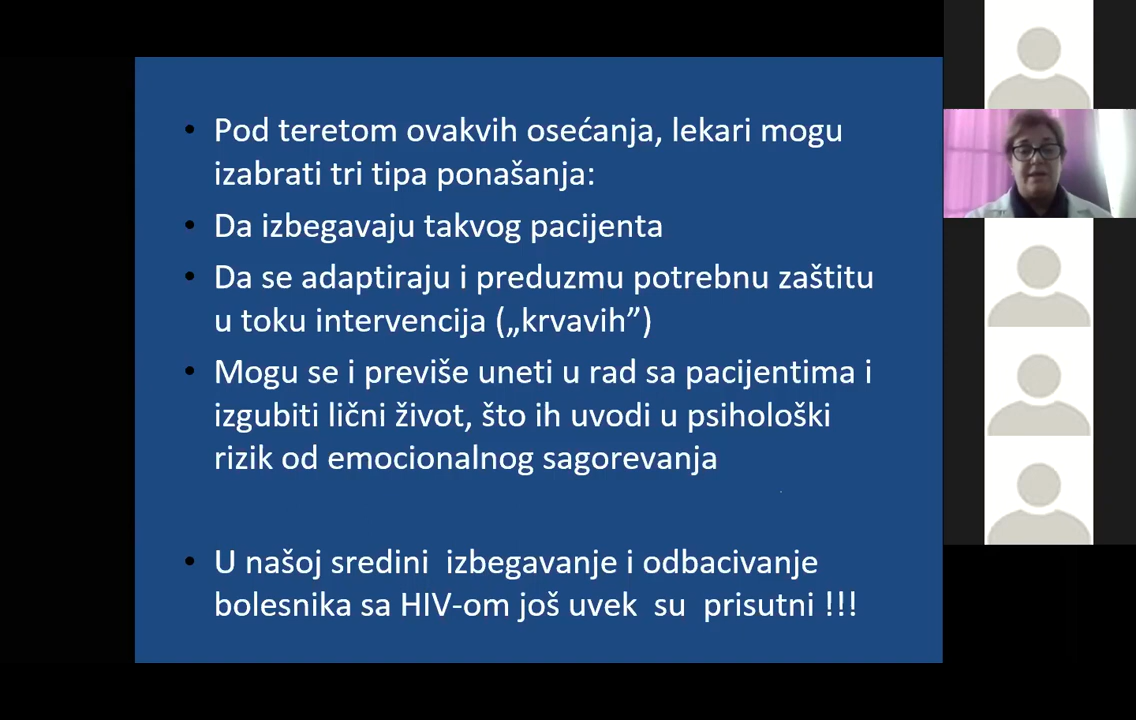 Pod teretom ovakvih osećanja, lekari mogu
izabrati tri tipa ponašanja:
Da izbegavaju takvog pacijenta
Da se adaptiraju i preduzmu potrebnu zaštitu
u toku intervencija („krvavih”)
Mogu se i previše uneti u rad sa pacijentima i
izgubiti lični život, što ih uvodi u psihološki
rizik od emocionalnog sagorevanja
U našoj sredini  izbegavanje i odbacivanje
bolesnika sa HIV-om još uvek  su  prisutni !!!